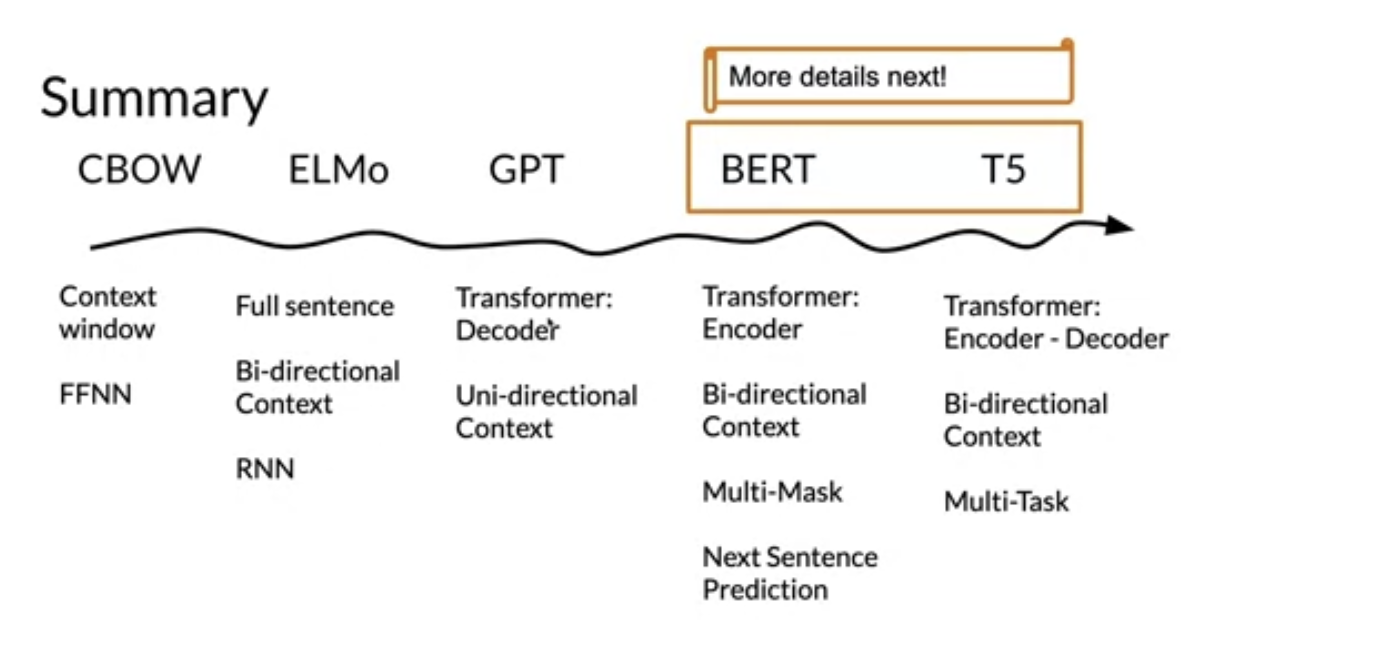 More details next!
Summary
CBOW
ELMo
GPT
BERT
T5
Context
window
FFNN
Full sentence
Bi-directional
Context
RNN
Transformer:
Decoder
Uni-directional
Context
Transformer:
Encoder
Bi-directional
Context
Multi-Mask
Next Sentence
Prediction
Transformer:
Encoder - Decoder
Bi-directional
Context
Multi-Task